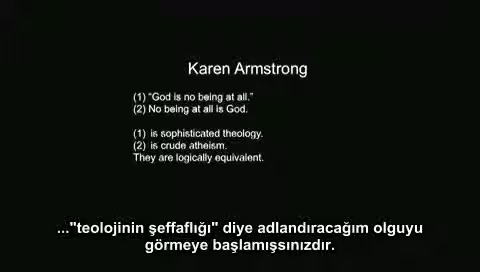 Karen Armstrong
(1) "God is no being at all."
(2) No being at all is God.
(1) is sophisticated theology.
(2) is crude atheism.
They are logically equivalent.
..."teolojinin şeffaflığı" diye adlandıracağım olguyu
görmeye başlamışsınızdır.